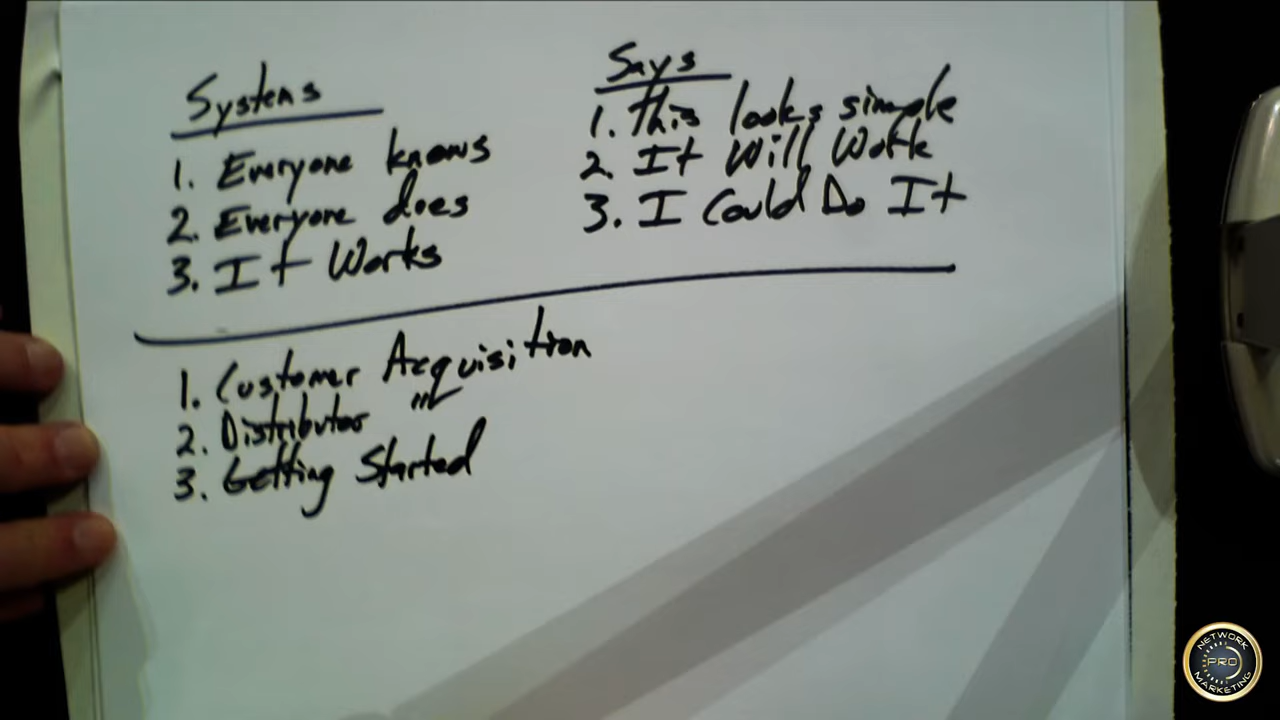 Systems
1. Everyone knows
2. Everyone does
3. It Works
Says
1. This looks simple
2. It Will Work
3. I Could Do It
1. Customer Acquisition
2. Distributor "
3. Getting Started
NETWORK
PRO
MARKETING